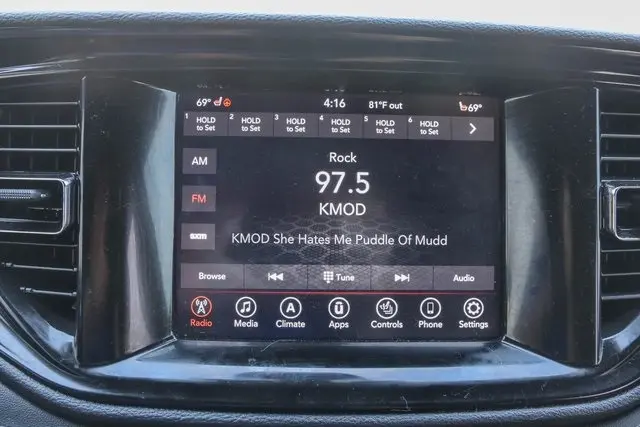 69° 4:16 81°F out 69°
1 HOLD to Set 2 HOLD to Set 3 HOLD to Set 4 HOLD to Set 5 HOLD to Set 6 HOLD to Set
AM
Rock
97.5
FM
KMOD
sxm
KMOD She Hates Me Puddle Of Mudd
Browse Tune Audio
Radio Media Climate Apps Controls Phone Settings